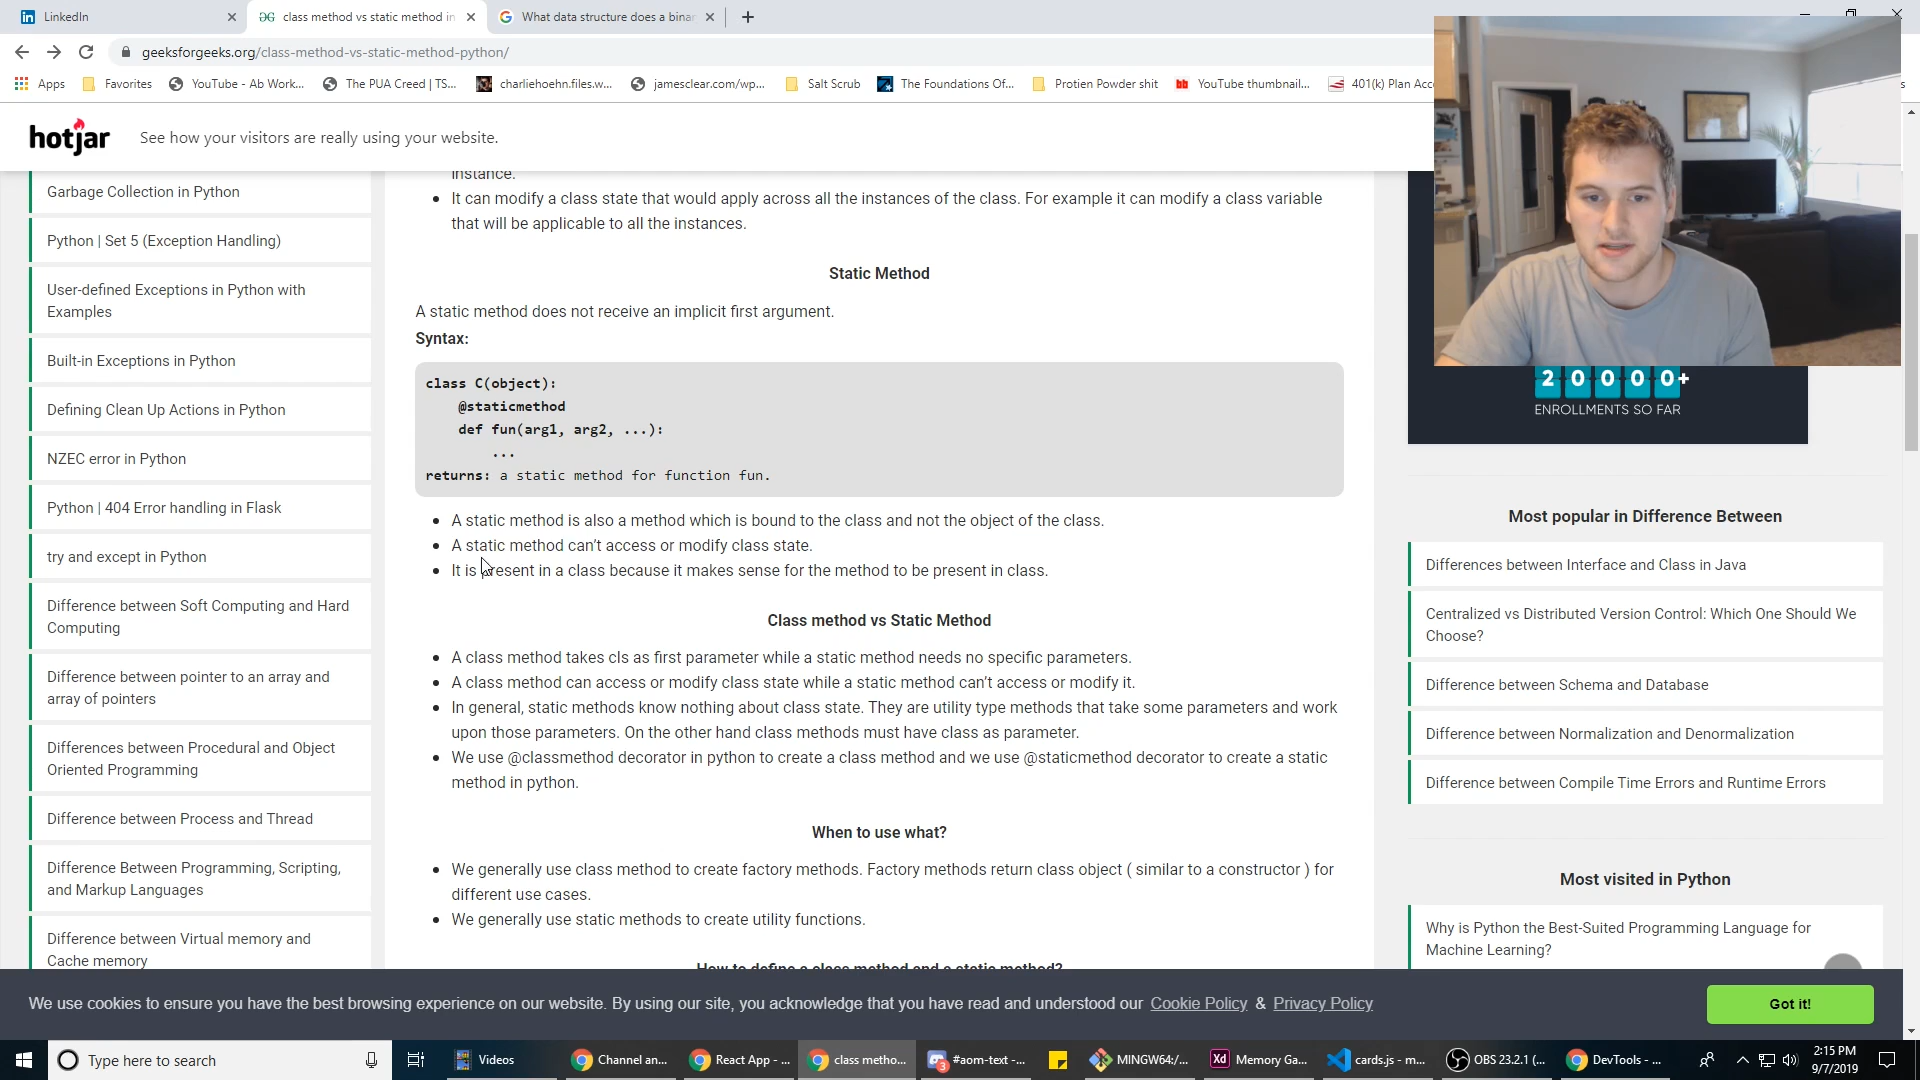 LinkedIn
class method vs static method in
What data structure does a bina
geeksforgeeks.org/class-method-vs-static-method-python/
Apps
Favorites
YouTube - Ab Work...
The PUA Creed | TS...
charliehoehn.files.w...
jamesclear.com/wp...
Salt Scrub
The Foundations Of...
Protien Powder shit
YouTube thumbnail...
401(k) Plan Acc
hotjar
See how your visitors are really using your website.
Garbage Collection in Python
Python | Set 5 (Exception Handling)
User-defined Exceptions in Python with
Examples
Built-in Exceptions in Python
Defining Clean Up Actions in Python
NZEC error in Python
Python | 404 Error handling in Flask
try and except in Python
Difference between Soft Computing and Hard
Computing
Difference between pointer to an array and
array of pointers
Differences between Procedural and Object
Oriented Programming
Difference between Process and Thread
Difference Between Programming, Scripting,
and Markup Languages
Difference between Virtual memory and
Cache memory
instance.
It can modify a class state that would apply across all the instances of the class. For example it can modify a class variable
that will be applicable to all the instances.
Static Method
A static method does not receive an implicit first argument.
Syntax:
class C(object):
@staticmethod
def fun(arg1, arg2, ...):
...
returns: a static method for function fun.
A static method is also a method which is bound to the class and not the object of the class.
A static method can't access or modify class state.
It is present in a class because it makes sense for the method to be present in class.
Class method vs Static Method
A class method takes cls as first parameter while a static method needs no specific parameters.
A class method can access or modify class state while a static method can't access or modify it.
In general, static methods know nothing about class state. They are utility type methods that take some parameters and work
upon those parameters. On the other hand class methods must have class as parameter.
We use @classmethod decorator in python to create a class method and we use @staticmethod decorator to create a static
method in python.
When to use what?
We generally use class method to create factory methods. Factory methods return class object ( similar to a constructor ) for
different use cases.
We generally use static methods to create utility functions.
How to define a class method and a static method?
20000+
ENROLLMENTS SO FAR
Most popular in Difference Between
Differences between Interface and Class in Java
Centralized vs Distributed Version Control: Which One Should We
Choose?
Difference between Schema and Database
Difference between Normalization and Denormalization
Difference between Compile Time Errors and Runtime Errors
Most visited in Python
Why is Python the Best-Suited Programming Language for
Machine Learning?
We use cookies to ensure you have the best browsing experience on our website. By using our site, you acknowledge that you have read and understood our Cookie Policy & Privacy Policy
Got it!
Type here to search
Videos
Channel an...
React App - ...
class metho...
3
#aom-text -...
MINGW64:/...
Xd
Memory Ga...
cards.js - m...
OBS 23.2.1 (...
DevTools - ...
2:15 PM
9/7/2019